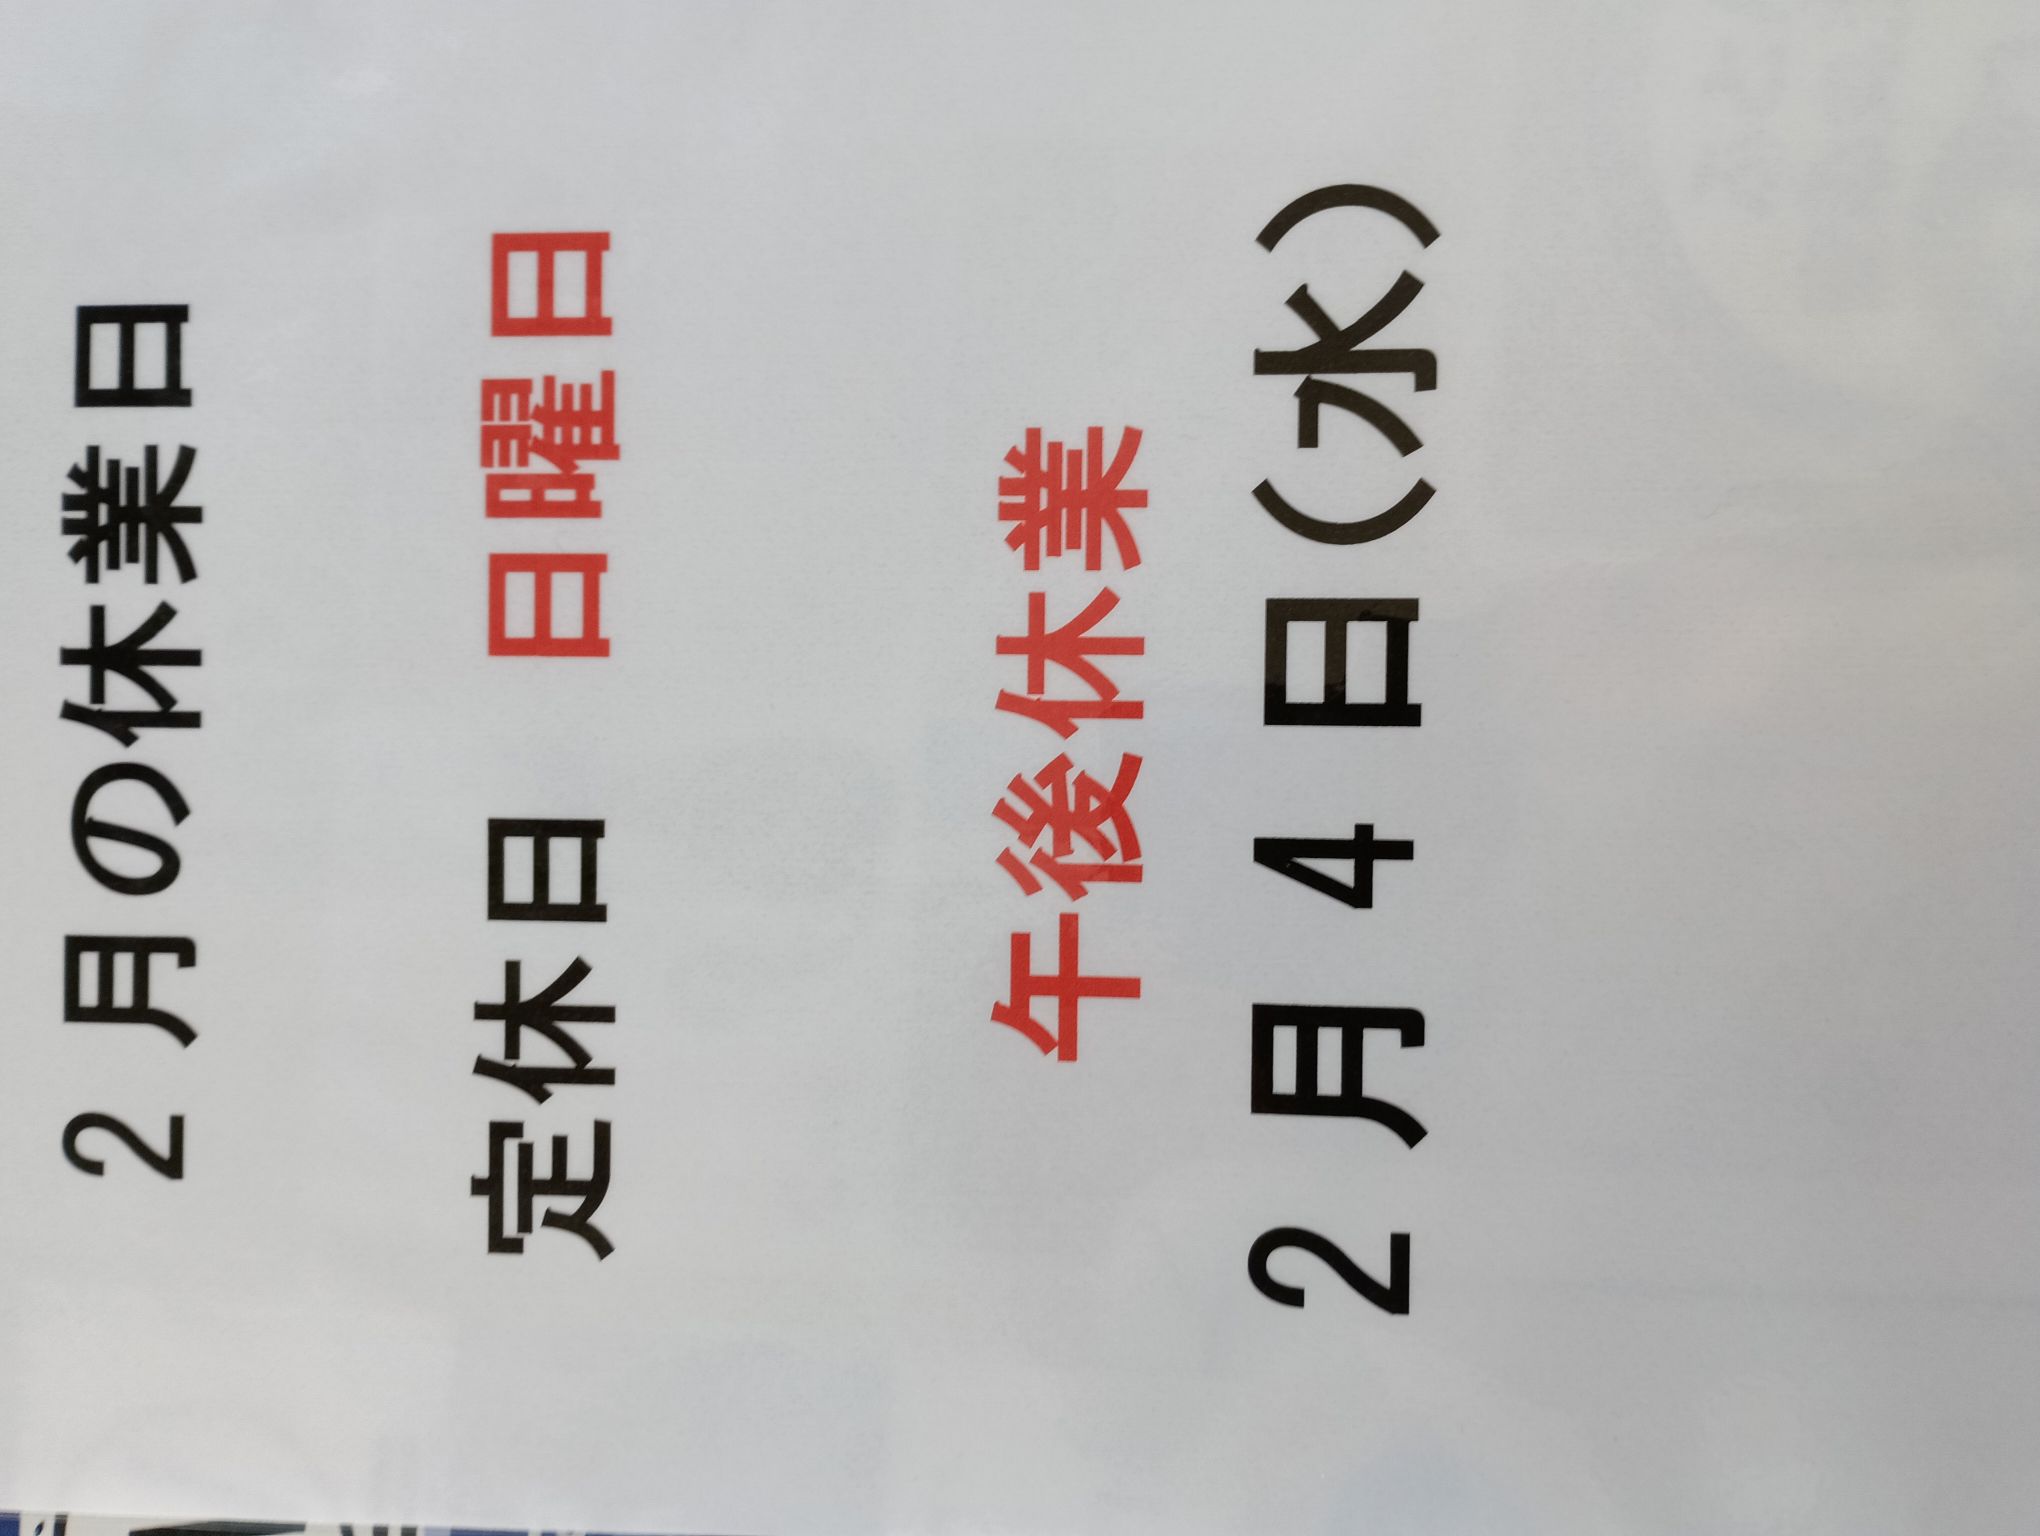 2月の休業日
定休日 日曜日
午後休業
2月4日(水)